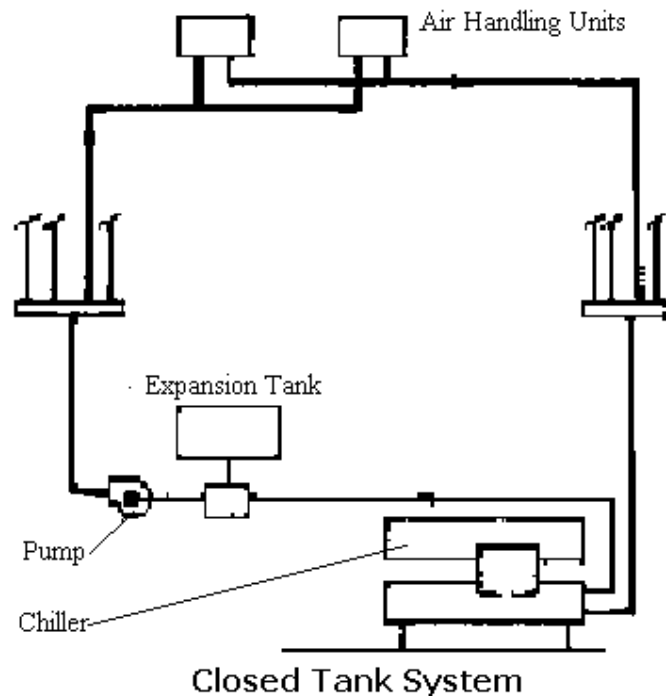 Air Handling Units
Expansion Tank
Pump
Chiller
Closed Tank System